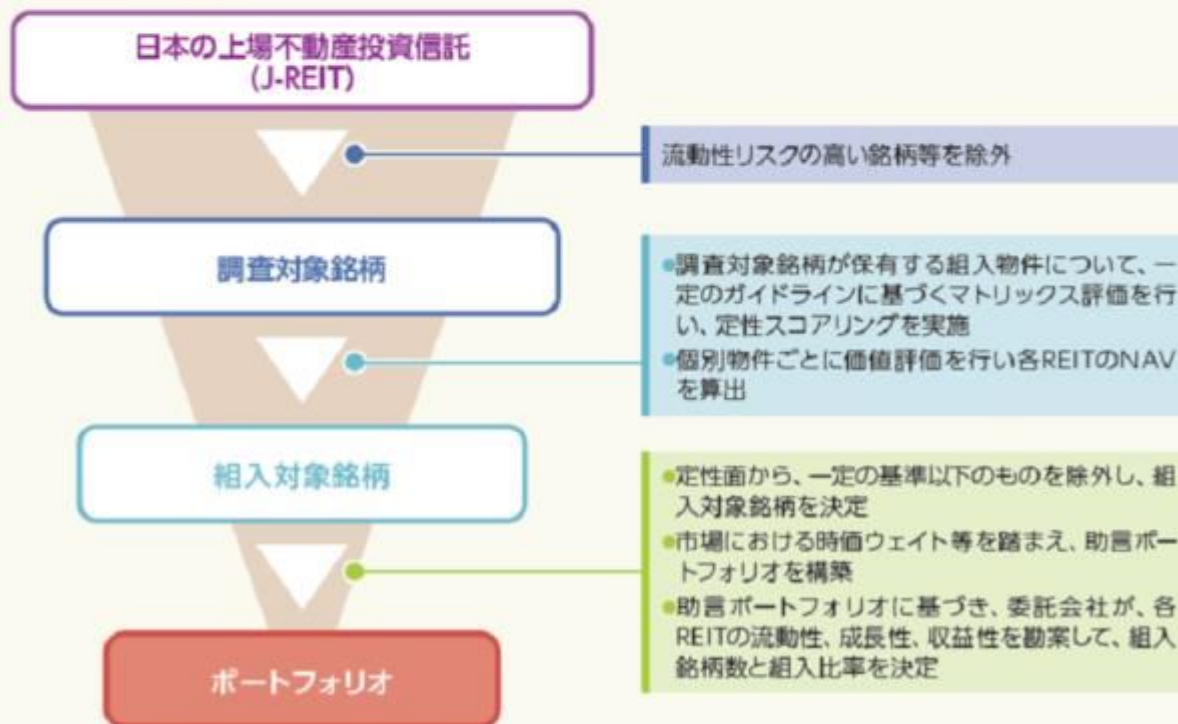 日本の上場不動産投資信託
(J-REIT)
流動性リスクの高い銘柄等を除外
調査対象銘柄
●調査対象銘柄が保有する組入物件について、一
定のガイドラインに基づくマトリックス評価を行
い、定性スコアリングを実施
●個別物件ごとに価値評価を行い各REITのNAV
を算出
組入対象銘柄
●定性面から、一定の基準以下のものを除外し、組
入対象銘柄を決定
●市場における時価ウェイト等を踏まえ、助言ポー
トフォリオを構築
●助言ポートフォリオに基づき、委託会社が、各
REITの流動性、成長性、収益性を勘案して、組入
銘柄数と組入比率を決定
ポートフォリオ